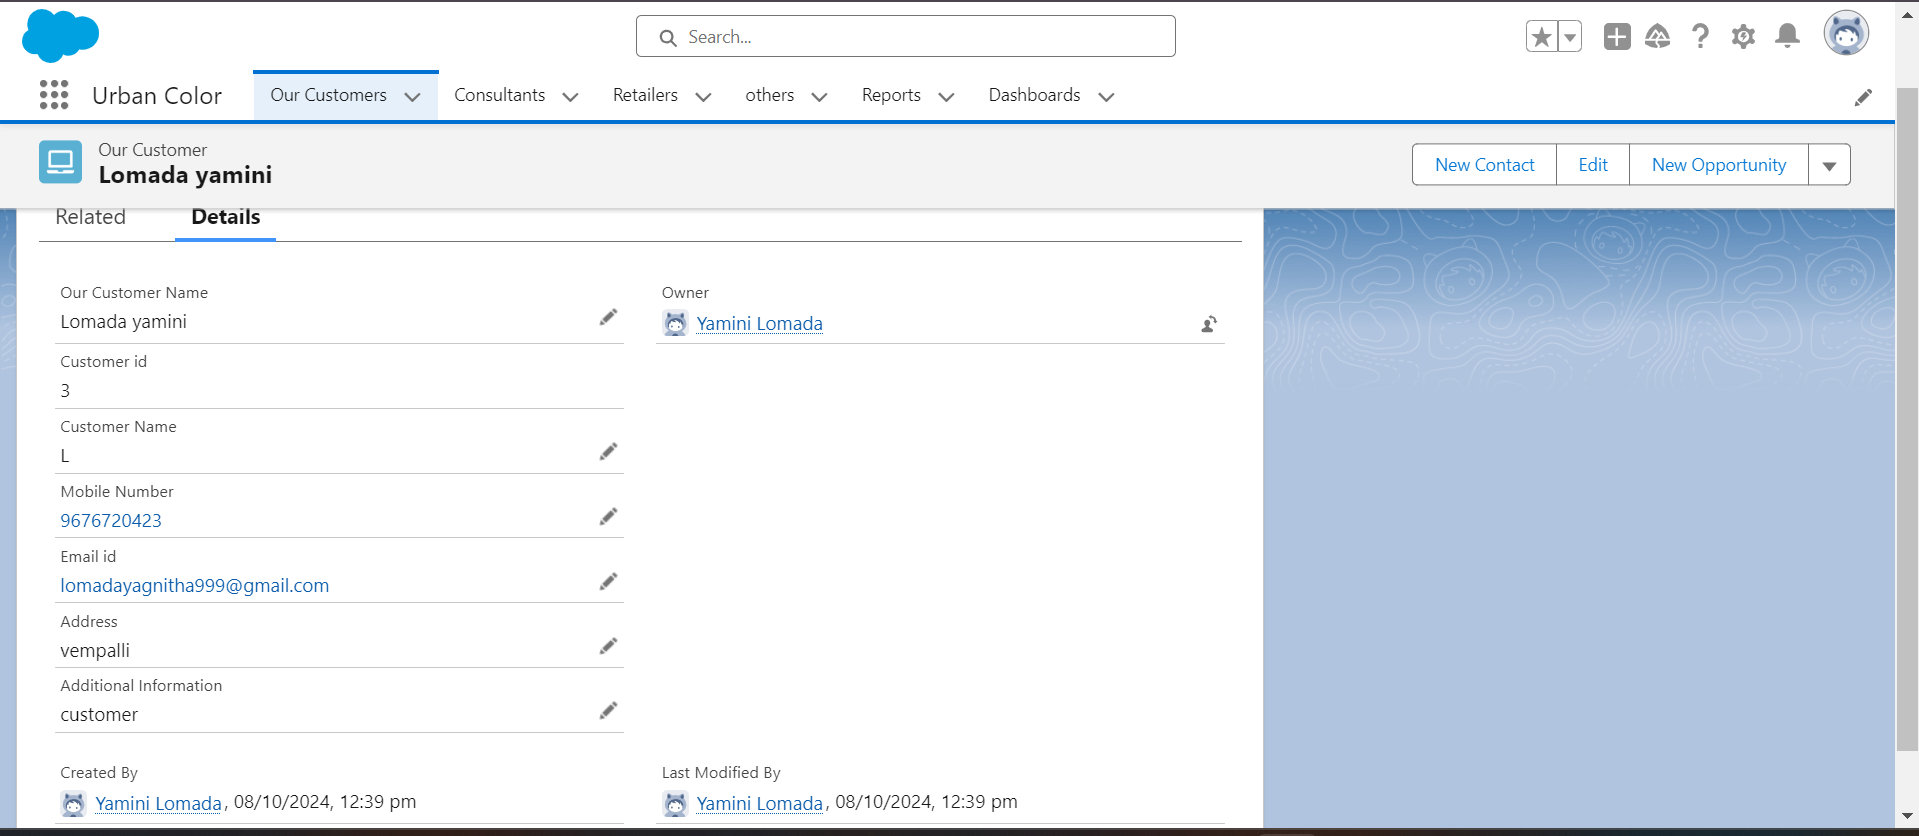 Search...
Urban Color
Our Customers
Consultants
Retailers
others
Reports
Dashboards
Our Customer
Lomada yamini
New Contact
Edit
New Opportunity
Related
Details
Our Customer Name
Lomada yamini
Owner
Yamini Lomada
Customer id
3
Customer Name
L
Mobile Number
9676720423
Email id
lomadayagnitha999@gmail.com
Address
vempalli
Additional Information
customer
Created By
Yamini Lomada, 08/10/2024, 12:39 pm
Last Modified By
Yamini Lomada, 08/10/2024, 12:39 pm